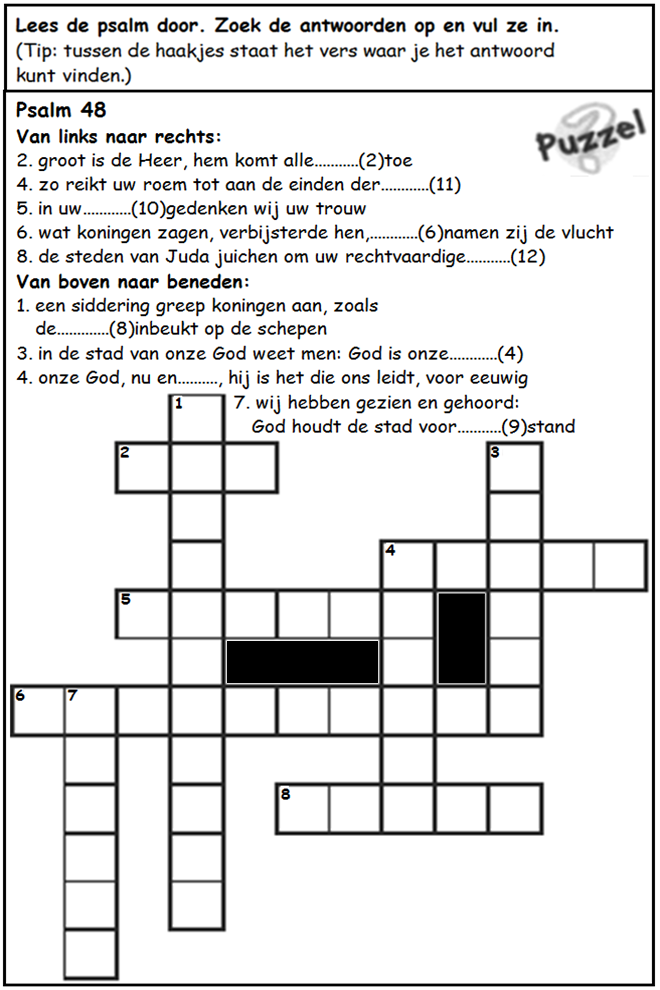 Lees de psalm door. Zoek de antwoorden op en vul ze in.
(Tip: tussen de haakjes staat het vers waar je het antwoord
kunt vinden.)
Psalm 48
Puzzel
Van links naar rechts:
2. groot is de Heer, hem komt alle..........(2)toe
4. zo reikt uw roem tot aan de einden der...........(11)
5. in uw...........(10)gedenken wij uw trouw
6. wat koningen zagen, verbijsterde hen,...........(6)namen zij de vlucht
8. de steden van Juda juichen om uw rechtvaardige..........(12)
Van boven naar beneden:
1. een siddering greep koningen aan, zoals
de............(8)inbeukt op de schepen
3. in de stad van onze God weet men: God is onze...........(4)
4. onze God, nu en........., hij is het die ons leidt, voor eeuwig
7. wij hebben gezien en gehoord:
God houdt de stad voor..........(9)stand
1
2
3
4
5
6
7
8